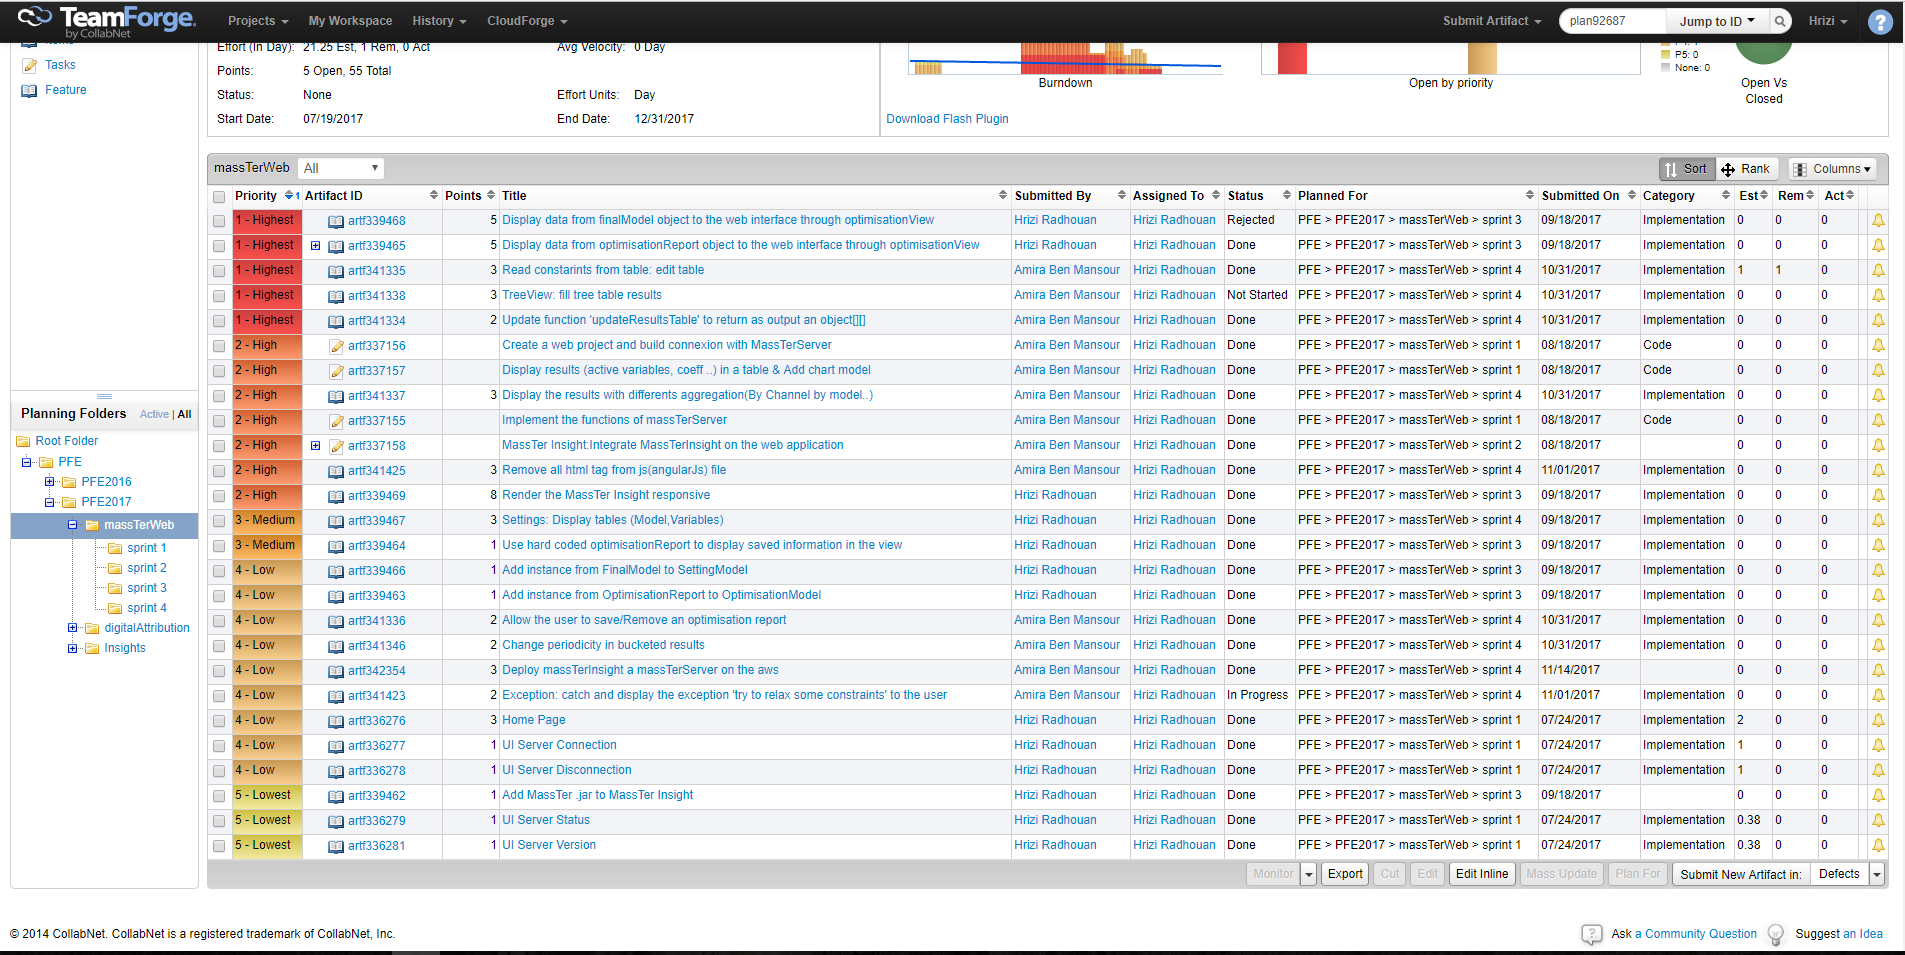 TeamForge.
by CollabNet
Projects
My Workspace
History
CloudForge
Submit Artifact
plan92687
Jump to ID
Hrizi
?
Tasks
Feature
Effort (In Day): 21.25 Est, 1 Rem, 0 Act Avg Velocity: 0 Day
Points: 5 Open, 55 Total
Status: None Effort Units: Day
Start Date: 07/19/2017 End Date: 12/31/2017
Burndown
Open by priority
P5: 0
None: 0
Open Vs
Closed
Download Flash Plugin
massTerWeb All
Sort Rank Columns
Priority 1 Artifact ID Points Title Submitted By Assigned To Status Planned For Submitted On Category Est Rem Act
1 - Highest artf339468 5 Display data from finalModel object to the web interface through optimisationView Hrizi Radhouan Hrizi Radhouan Rejected PFE > PFE2017 > massTerWeb > sprint 3 09/18/2017 Implementation 0 0 0
1 - Highest artf339465 5 Display data from optimisationReport object to the web interface through optimisationView Hrizi Radhouan Hrizi Radhouan Done PFE > PFE2017 > massTerWeb > sprint 3 09/18/2017 Implementation 0 0 0
1 - Highest artf341335 3 Read constarints from table: edit table Amira Ben Mansour Hrizi Radhouan Done PFE > PFE2017 > massTerWeb > sprint 4 10/31/2017 Implementation 1 1 0
1 - Highest artf341338 3 TreeView: fill tree table results Amira Ben Mansour Hrizi Radhouan Not Started PFE > PFE2017 > massTerWeb > sprint 4 10/31/2017 Implementation 0 0 0
1 - Highest artf341334 2 Update function 'updateResultsTable' to return as output an object[][] Amira Ben Mansour Hrizi Radhouan Done PFE > PFE2017 > massTerWeb > sprint 4 10/31/2017 Implementation 0 0 0
2 - High artf337156 Create a web project and build connexion with MassTerServer Amira Ben Mansour Hrizi Radhouan Done PFE > PFE2017 > massTerWeb > sprint 1 08/18/2017 Code 0 0 0
2 - High artf337157 Display results (active variables, coeff ..) in a table & Add chart model Amira Ben Mansour Hrizi Radhouan Done PFE > PFE2017 > massTerWeb > sprint 1 08/18/2017 Code 0 0 0
2 - High artf341337 3 Display the results with differents aggregation(By Channel by model..) Amira Ben Mansour Hrizi Radhouan Done PFE > PFE2017 > massTerWeb > sprint 4 10/31/2017 Implementation 0 0 0
2 - High artf337155 Implement the functions of massTerServer Amira Ben Mansour Hrizi Radhouan Done PFE > PFE2017 > massTerWeb > sprint 1 08/18/2017 Code 0 0 0
2 - High artf337158 MassTer Insight:Integrate MassTerInsight on the web application Amira Ben Mansour Hrizi Radhouan Done PFE > PFE2017 > massTerWeb > sprint 2 08/18/2017 0 0 0
2 - High artf341425 3 Remove all html tag from js(angularJs) file Amira Ben Mansour Hrizi Radhouan Done PFE > PFE2017 > massTerWeb > sprint 4 11/01/2017 Implementation 0 0 0
2 - High artf339469 8 Render the MassTer Insight responsive Hrizi Radhouan Hrizi Radhouan Done PFE > PFE2017 > massTerWeb > sprint 3 09/18/2017 Implementation 0 0 0
3 - Medium artf339467 3 Settings: Display tables (Model,Variables) Hrizi Radhouan Hrizi Radhouan Done PFE > PFE2017 > massTerWeb > sprint 4 09/18/2017 Implementation 0 0 0
3 - Medium artf339464 1 Use hard coded optimisationReport to display saved information in the view Hrizi Radhouan Hrizi Radhouan Done PFE > PFE2017 > massTerWeb > sprint 3 09/18/2017 Implementation 0 0 0
4 - Low artf339466 1 Add instance from FinalModel to SettingModel Hrizi Radhouan Hrizi Radhouan Done PFE > PFE2017 > massTerWeb > sprint 3 09/18/2017 Implementation 0 0 0
4 - Low artf339463 1 Add instance from OptimisationReport to OptimisationModel Hrizi Radhouan Hrizi Radhouan Done PFE > PFE2017 > massTerWeb > sprint 3 09/18/2017 Implementation 0 0 0
4 - Low artf341336 2 Allow the user to save/Remove an optimisation report Amira Ben Mansour Hrizi Radhouan Done PFE > PFE2017 > massTerWeb > sprint 4 10/31/2017 Implementation 0 0 0
4 - Low artf341346 2 Change periodicity in bucketed results Amira Ben Mansour Hrizi Radhouan Done PFE > PFE2017 > massTerWeb > sprint 4 10/31/2017 Implementation 0 0 0
4 - Low artf342354 3 Deploy massTerInsight a massTerServer on the aws Amira Ben Mansour Hrizi Radhouan Done PFE > PFE2017 > massTerWeb > sprint 4 11/14/2017 0 0 0
4 - Low artf341423 2 Exception: catch and display the exception 'try to relax some constraints' to the user Amira Ben Mansour Hrizi Radhouan In Progress PFE > PFE2017 > massTerWeb > sprint 4 11/01/2017 Implementation 0 0 0
4 - Low artf336276 3 Home Page Hrizi Radhouan Hrizi Radhouan Done PFE > PFE2017 > massTerWeb > sprint 1 07/24/2017 Implementation 2 0 0
4 - Low artf336277 1 UI Server Connection Hrizi Radhouan Hrizi Radhouan Done PFE > PFE2017 > massTerWeb > sprint 1 07/24/2017 Implementation 1 0 0
4 - Low artf336278 1 UI Server Disconnection Hrizi Radhouan Hrizi Radhouan Done PFE > PFE2017 > massTerWeb > sprint 1 07/24/2017 Implementation 1 0 0
5 - Lowest artf339462 1 Add MassTer .jar to MassTer Insight Hrizi Radhouan Hrizi Radhouan Done PFE > PFE2017 > massTerWeb > sprint 3 09/18/2017 0 0 0
5 - Lowest artf336279 1 UI Server Status Hrizi Radhouan Hrizi Radhouan Done PFE > PFE2017 > massTerWeb > sprint 1 07/24/2017 Implementation 0.38 0 0
5 - Lowest artf336281 1 UI Server Version Hrizi Radhouan Hrizi Radhouan Done PFE > PFE2017 > massTerWeb > sprint 1 07/24/2017 Implementation 0.38 0 0
Monitor Export Cut Edit Edit Inline Mass Update Plan For Submit New Artifact in: Defects
Planning Folders Active | All
Root Folder
PFE
PFE2016
PFE2017
massTerWeb
sprint 1
sprint 2
sprint 3
sprint 4
digitalAttribution
Insights
© 2014 CollabNet. CollabNet is a registered trademark of CollabNet, Inc.
? Ask a Community Question Suggest an Idea